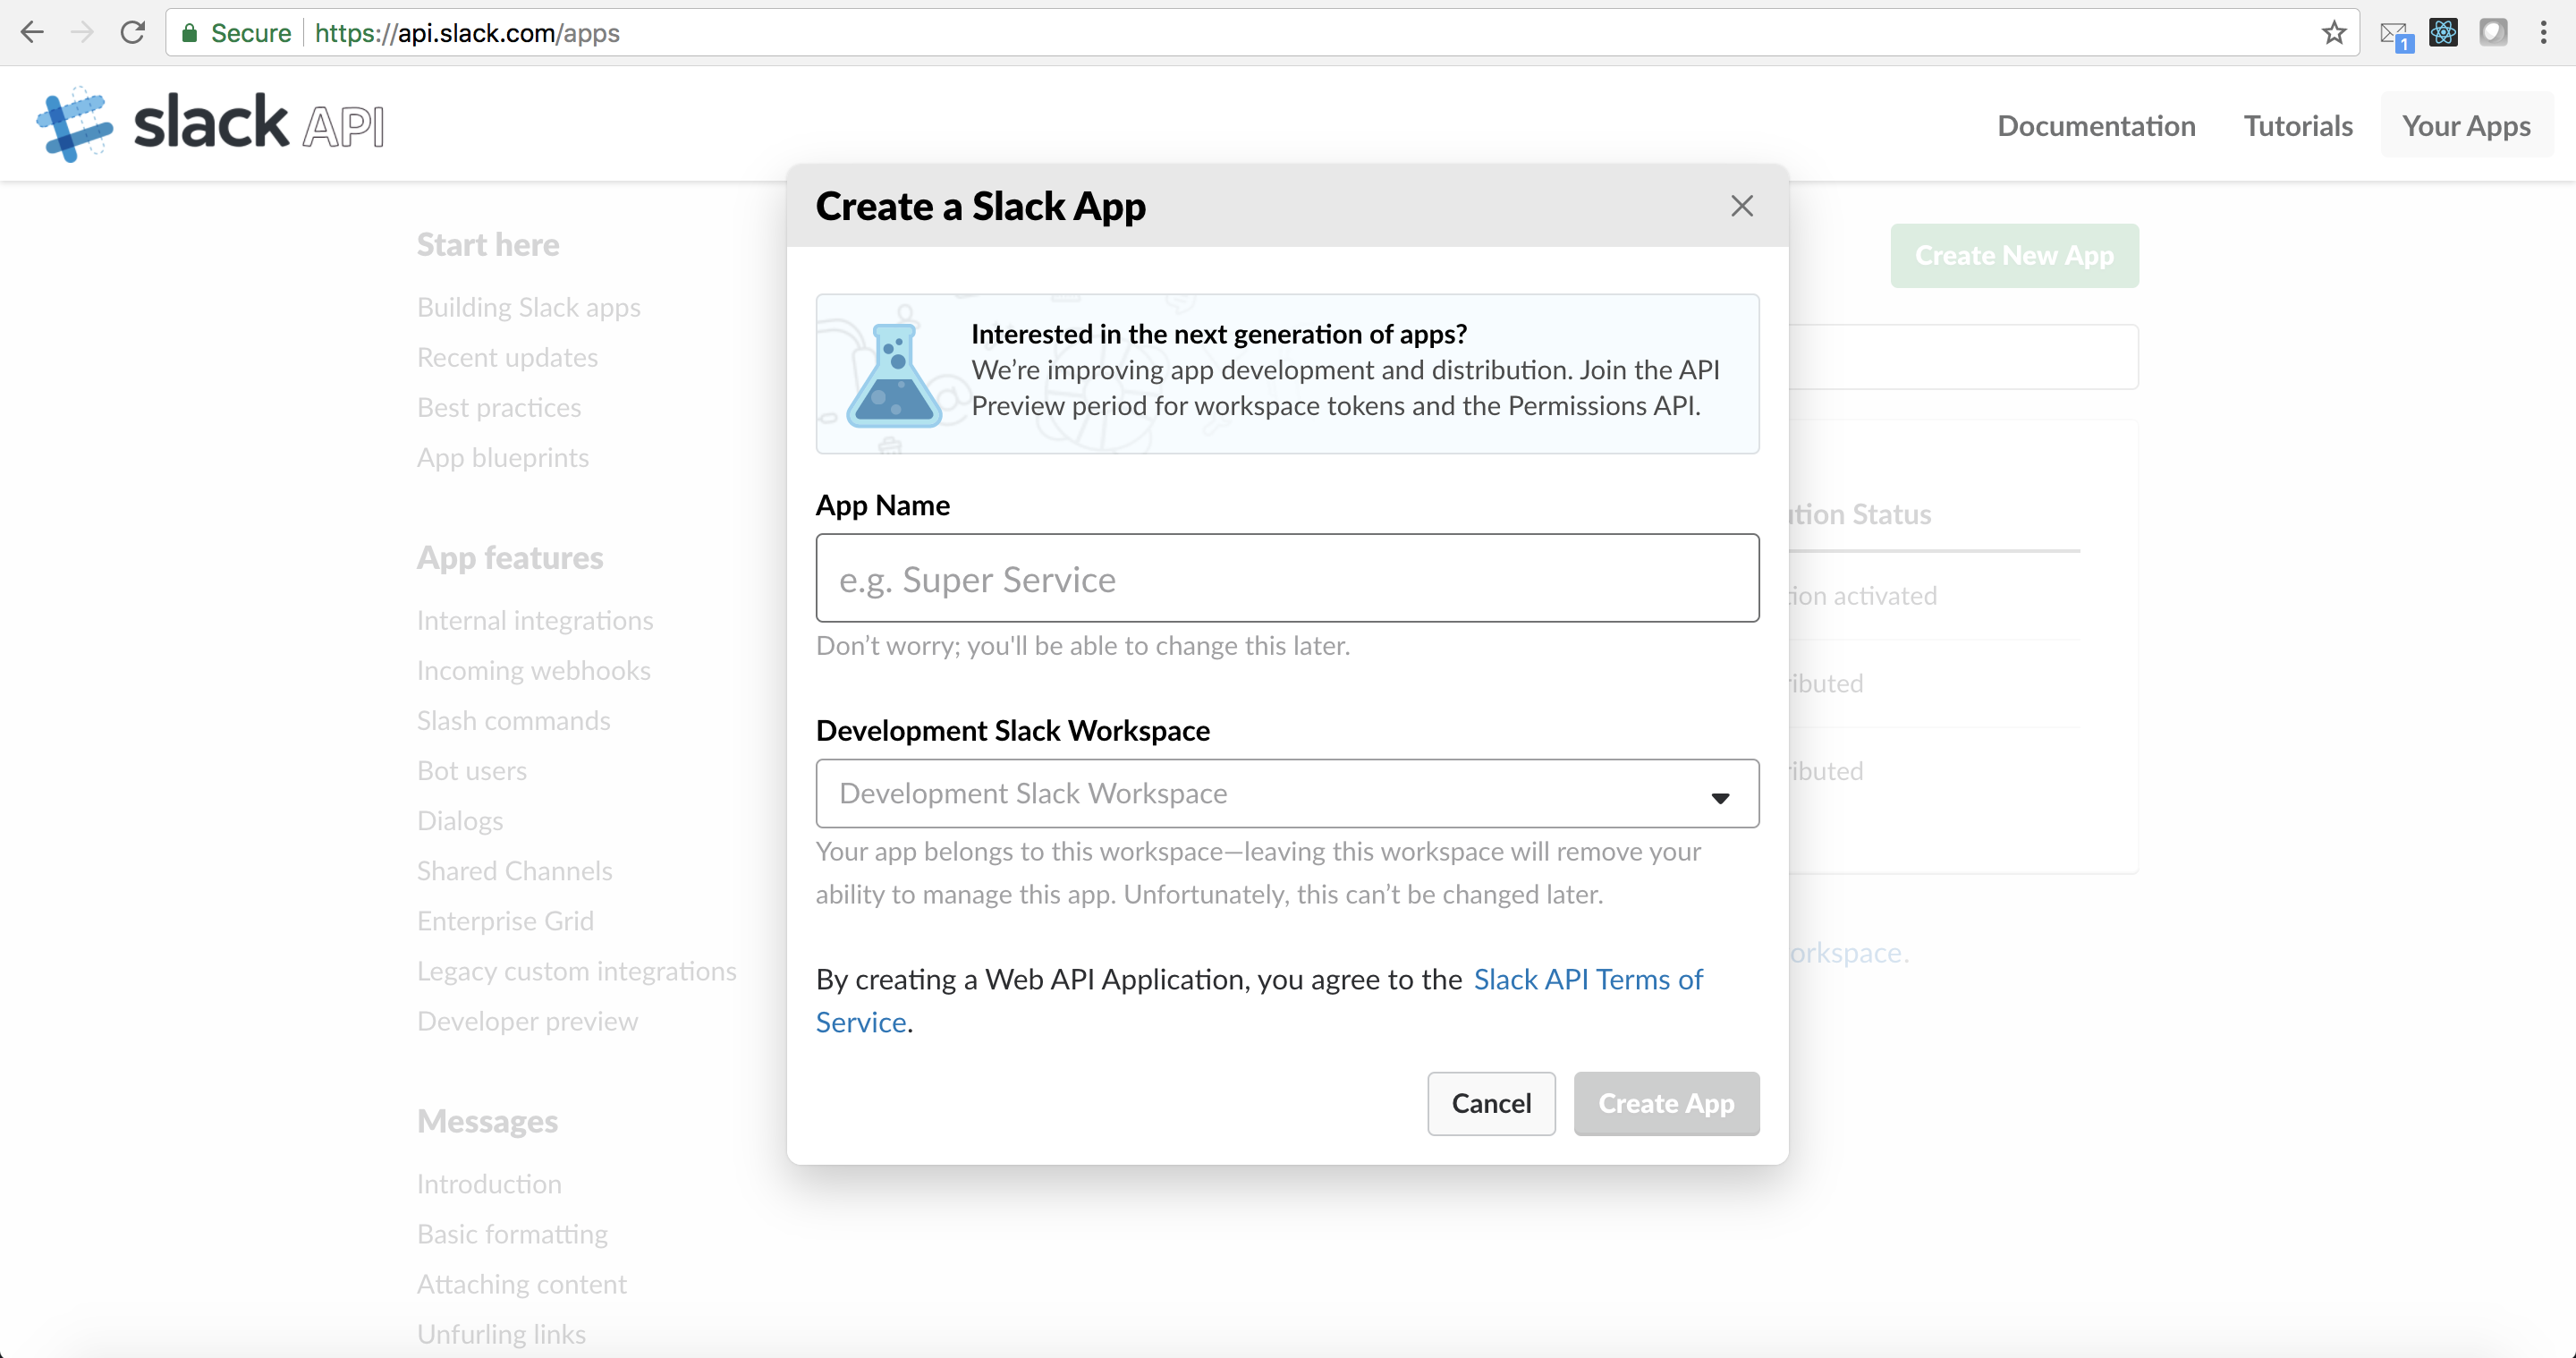 Secure https://api.slack.com/apps
1
slack API
Documentation Tutorials Your Apps
Start here
Building Slack apps
Recent updates
Best practices
App blueprints
App features
Internal integrations
Incoming webhooks
Slash commands
Bot users
Dialogs
Shared Channels
Enterprise Grid
Legacy custom integrations
Developer preview
Messages
Introduction
Basic formatting
Attaching content
Unfurling links
Create a Slack App
Interested in the next generation of apps?
We’re improving app development and distribution. Join the API
Preview period for workspace tokens and the Permissions API.
App Name
e.g. Super Service
Don’t worry; you'll be able to change this later.
Development Slack Workspace
Development Slack Workspace
Your app belongs to this workspace—leaving this workspace will remove your
ability to manage this app. Unfortunately, this can’t be changed later.
By creating a Web API Application, you agree to the Slack API Terms of
Service.
Cancel Create App
Create New App
Status
activated